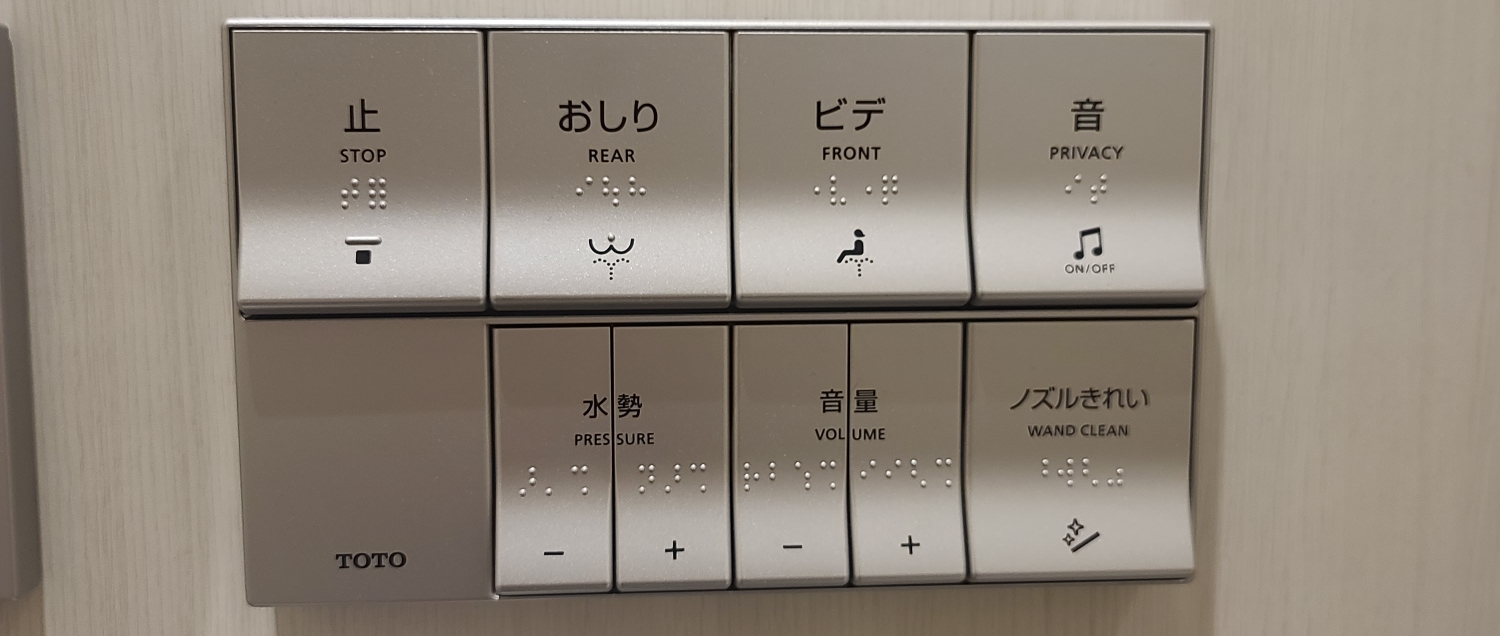 止
STOP
おしり
REAR
ビデ
FRONT
音
PRIVACY
ON/OFF
水勢
PRESSURE
− +
音量
VOLUME
− +
ノズルきれい
WAND CLEAN
TOTO